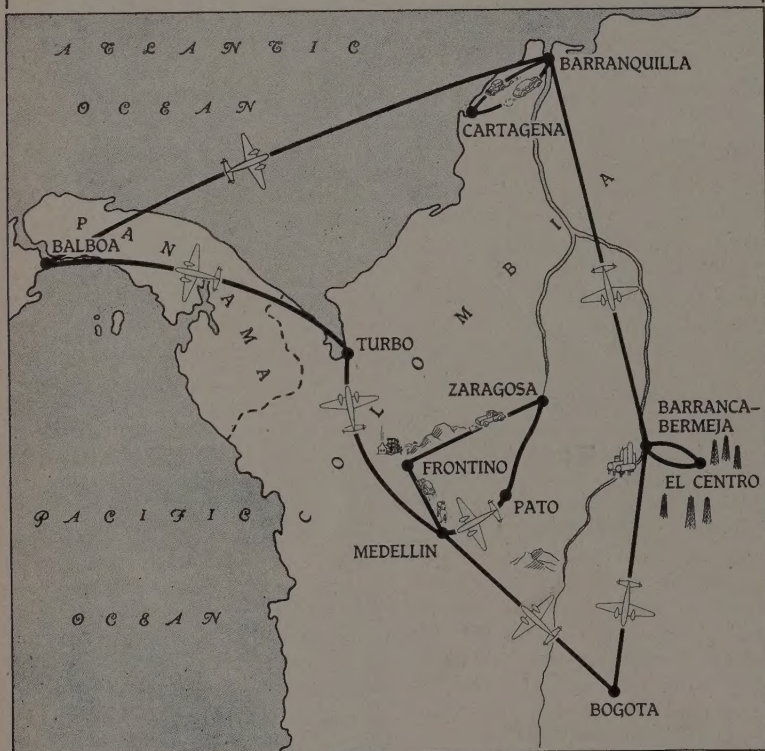 ATLANTIC
OCEAN
BARRANQUILLA
CARTAGENA
PANAMA
BALBOA
COLOMBIA
TURBO
ZARAGOSA
BARRANCA-
BERMEJA
FRONTINO
EL CENTRO
PATO
PACIFIC
MEDELLIN
OCEAN
BOGOTA